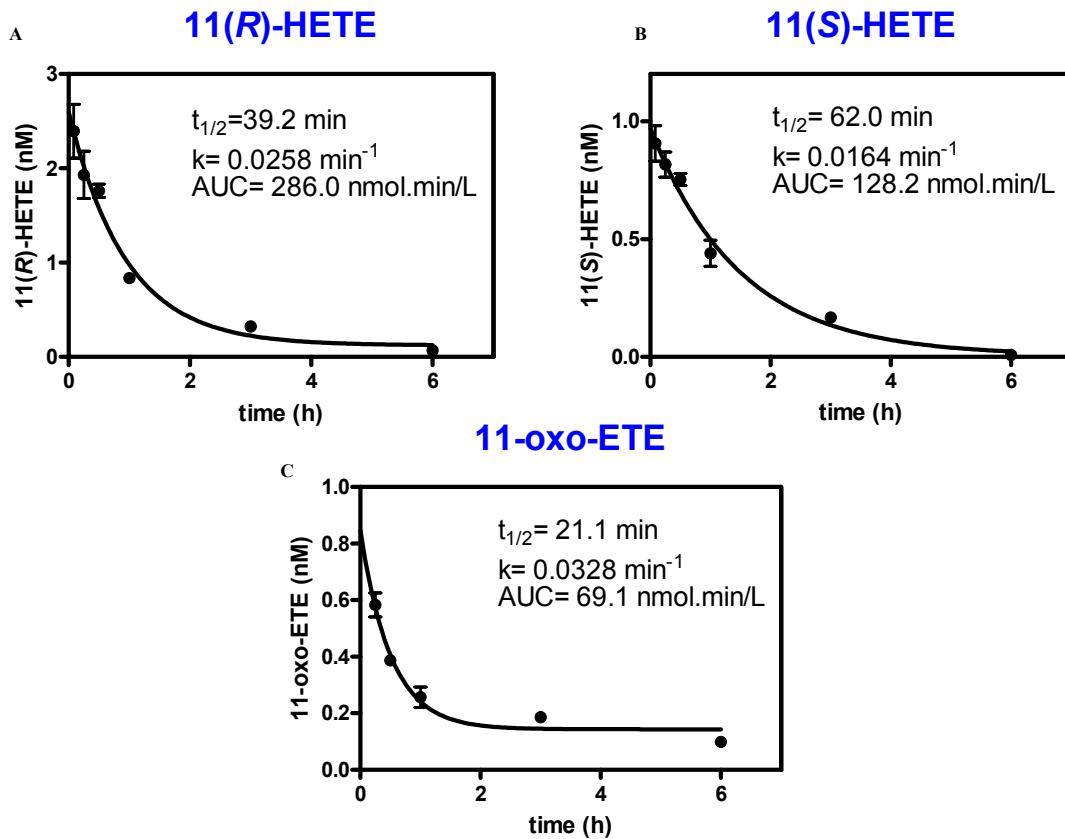 11(R)-HETE
A
3
2
1
0
11(R)-HETE (nM)
t1/2=39.2 min
k= 0.0258 min-1
AUC= 286.0 nmol.min/L
0 2 4 6
time (h)
11(S)-HETE
B
1.0
0.5
0.0
11(S)-HETE (nM)
t1/2= 62.0 min
k= 0.0164 min-1
AUC= 128.2 nmol.min/L
0 2 4 6
time (h)
11-oxo-ETE
C
1.0
0.8
0.6
0.4
0.2
0.0
11-oxo-ETE (nM)
t1/2= 21.1 min
k= 0.0328 min-1
AUC= 69.1 nmol.min/L
0 2 4 6
time (h)